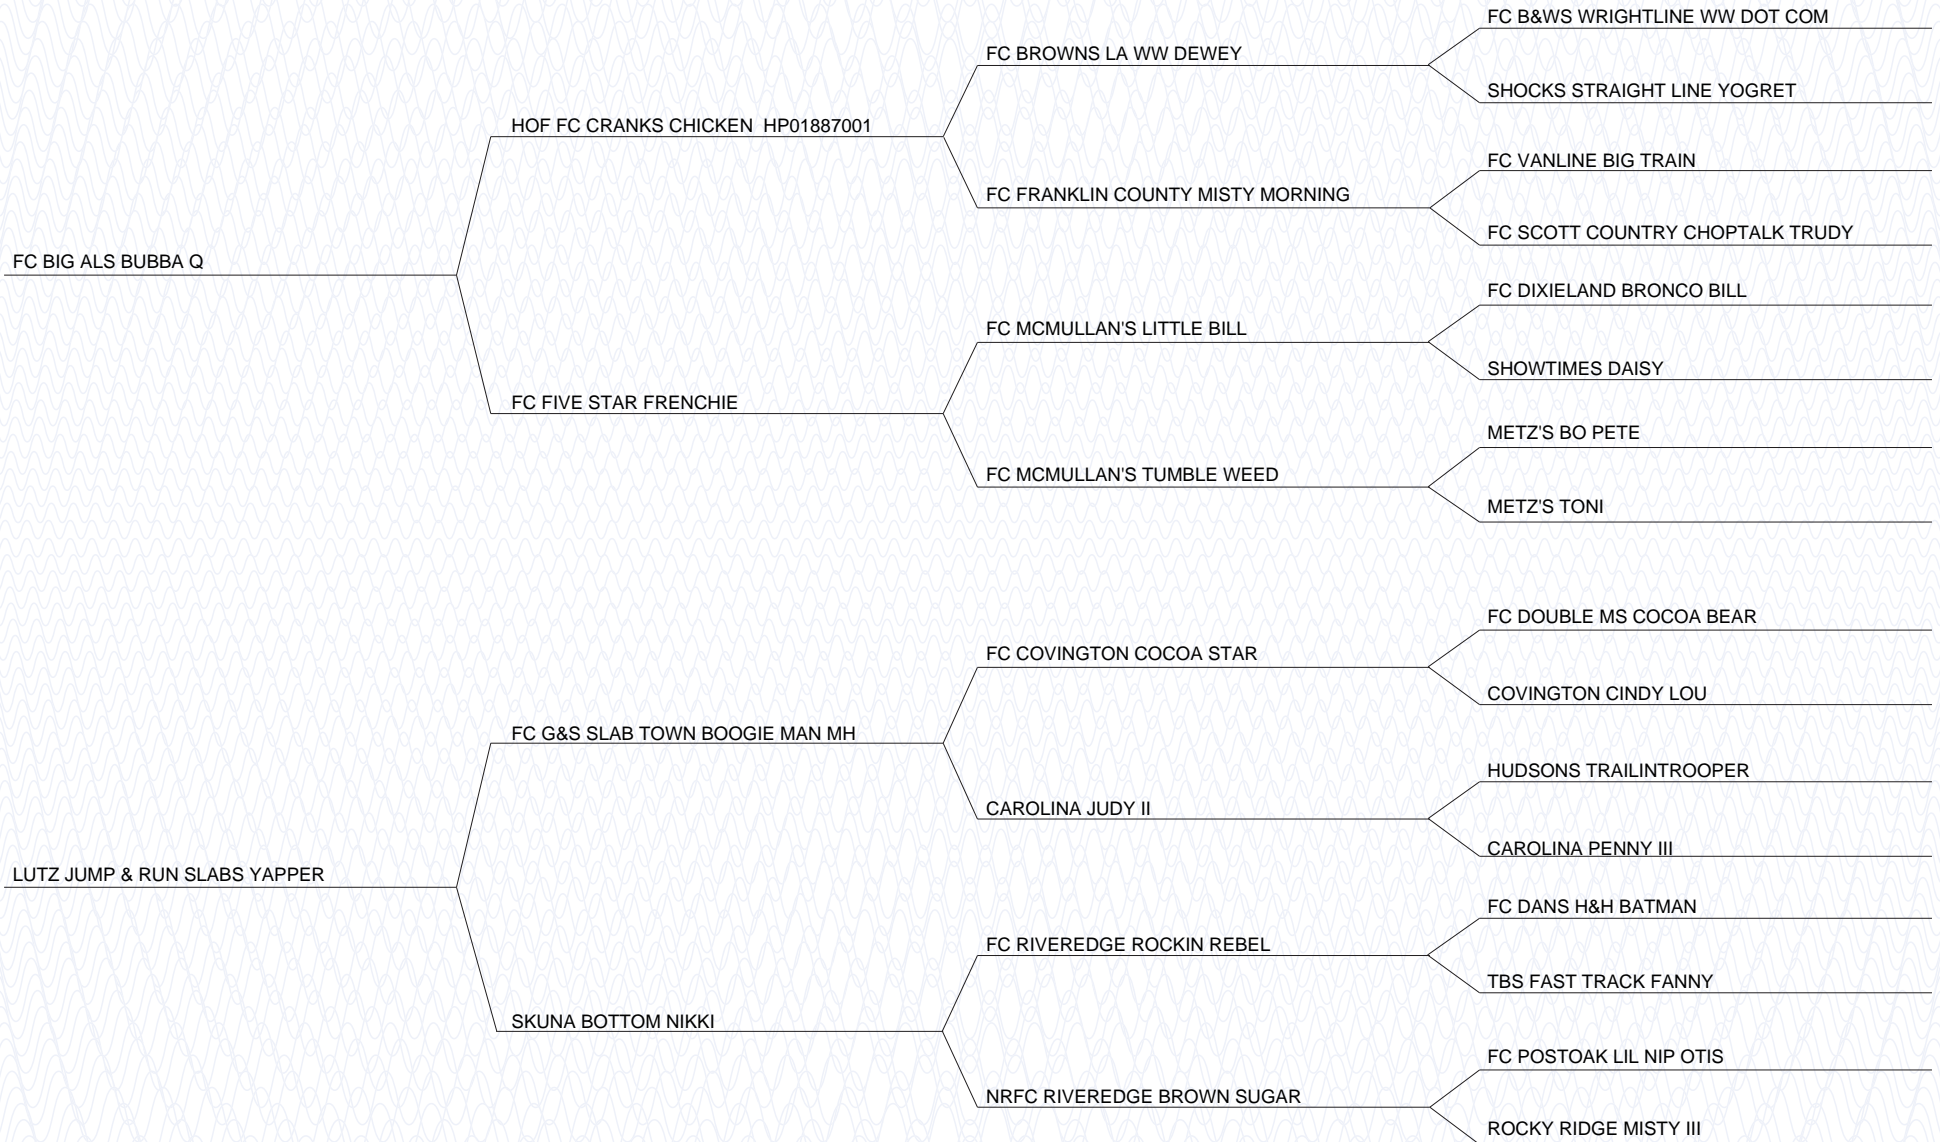 FC B&WS WRIGHTLINE WW DOT COM
FC BROWNS LA WW DEWEY
SHOCKS STRAIGHT LINE YOGRET
HOF FC CRANKS CHICKEN  HP01887001
FC VANLINE BIG TRAIN
FC FRANKLIN COUNTY MISTY MORNING
FC SCOTT COUNTRY CHOPTALK TRUDY
FC BIG ALS BUBBA Q
FC DIXIELAND BRONCO BILL
FC MCMULLAN'S LITTLE BILL
SHOWTIMES DAISY
FC FIVE STAR FRENCHIE
METZ'S BO PETE
FC MCMULLAN'S TUMBLE WEED
METZ'S TONI
FC DOUBLE MS COCOA BEAR
FC COVINGTON COCOA STAR
COVINGTON CINDY LOU
FC G&S SLAB TOWN BOOGIE MAN MH
HUDSONS TRAILINTROOPER
CAROLINA JUDY II
CAROLINA PENNY III
LUTZ JUMP & RUN SLABS YAPPER
FC DANS H&H BATMAN
FC RIVEREDGE ROCKIN REBEL
TBS FAST TRACK FANNY
SKUNA BOTTOM NIKKI
FC POSTOAK LIL NIP OTIS
NRFC RIVEREDGE BROWN SUGAR
ROCKY RIDGE MISTY III